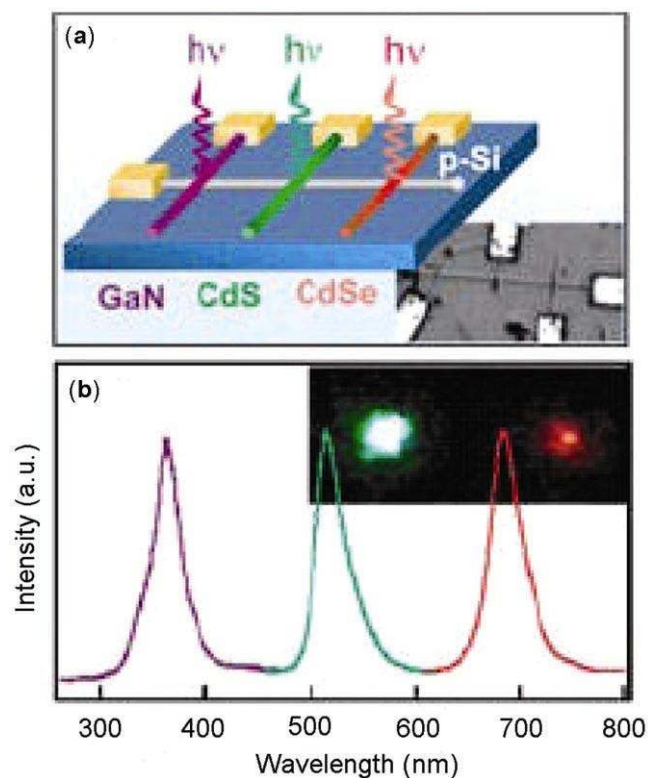 (a)
hν hν hν
p-Si
GaN CdS CdSe
(b)
Intensity (a.u.)
300 400 500 600 700 800
Wavelength (nm)